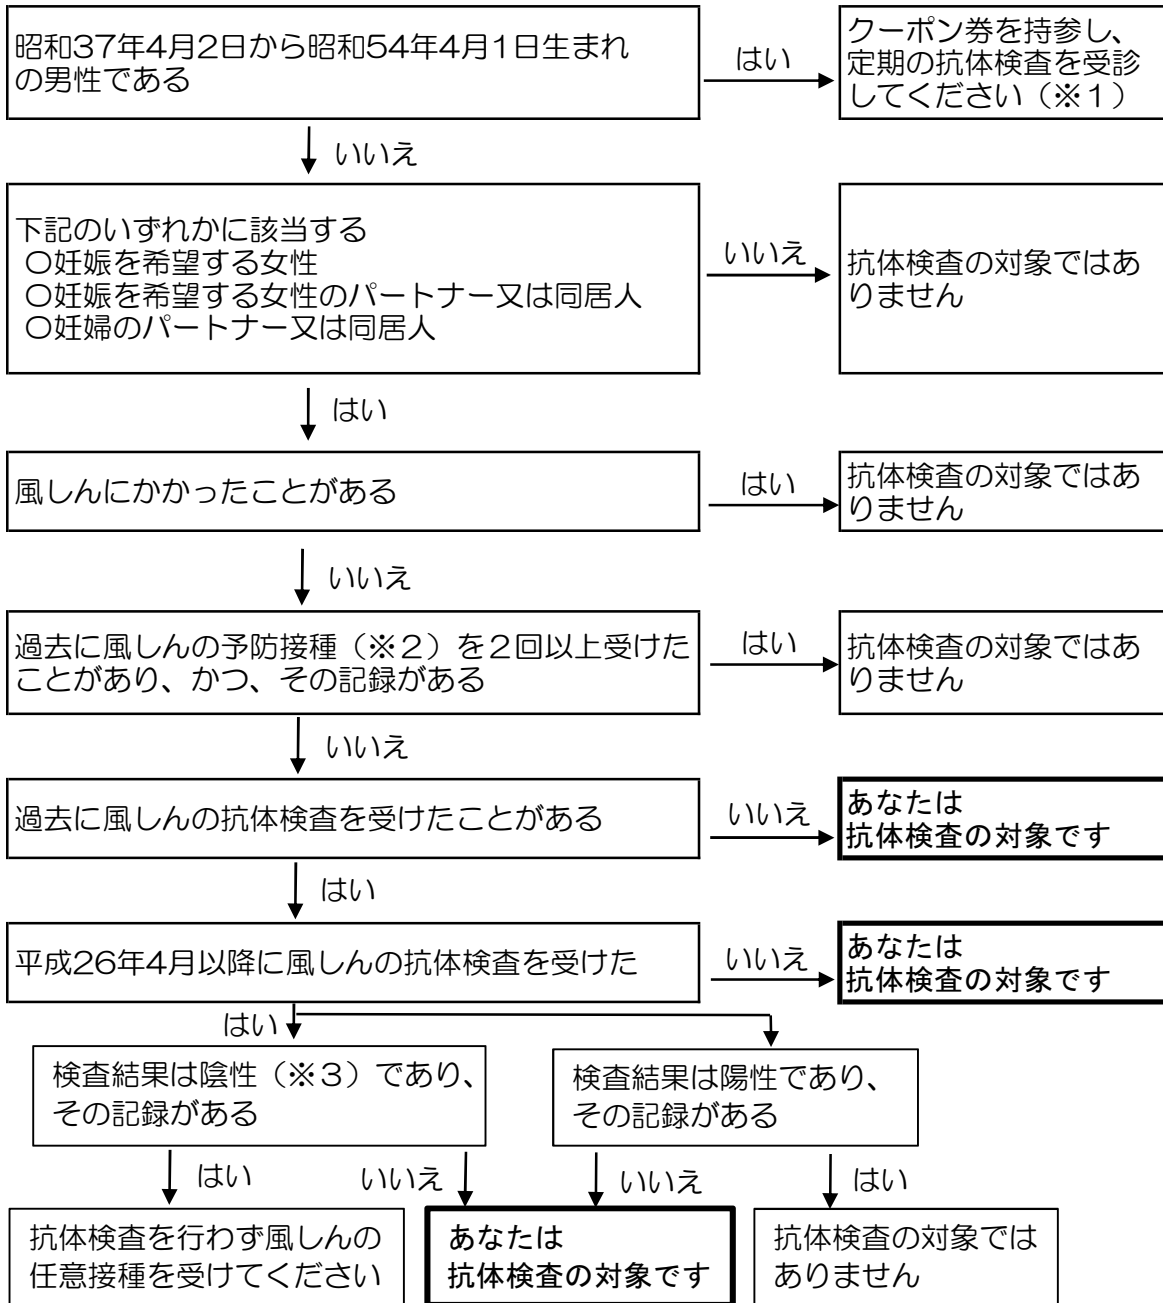 昭和37年4月2日から昭和54年4月1日生まれ
の男性である
はい
クーポン券を持参し、
定期の抗体検査を受診
してください（※１）
いいえ
下記のいずれかに該当する
○妊娠を希望する女性
○妊娠を希望する女性のパートナー又は同居人
○妊婦のパートナー又は同居人
いいえ
抗体検査の対象ではあ
りません
はい
風しんにかかったことがある
はい
抗体検査の対象ではあ
りません
いいえ
過去に風しんの予防接種（※２）を２回以上受けた
ことがあり、かつ、その記録がある
はい
抗体検査の対象ではあ
りません
いいえ
過去に風しんの抗体検査を受けたことがある
いいえ
あなたは
抗体検査の対象です
はい
平成26年4月以降に風しんの抗体検査を受けた
いいえ
あなたは
抗体検査の対象です
はい
検査結果は陰性（※３）であり、
その記録がある
検査結果は陽性であり、
その記録がある
はい
いいえ
いいえ
はい
抗体検査を行わず風しんの
任意接種を受けてください
あなたは
抗体検査の対象です
抗体検査の対象では
ありません